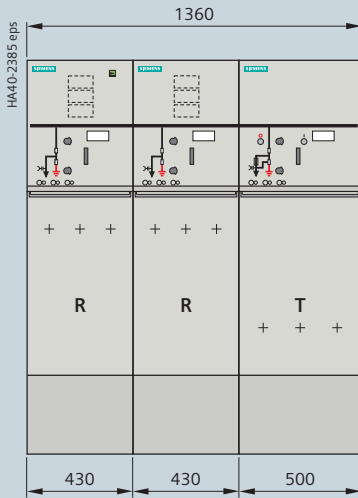 1360
HA40-2385 eps
SIEMENS SIEMENS SIEMENS
R R T
430 430 500